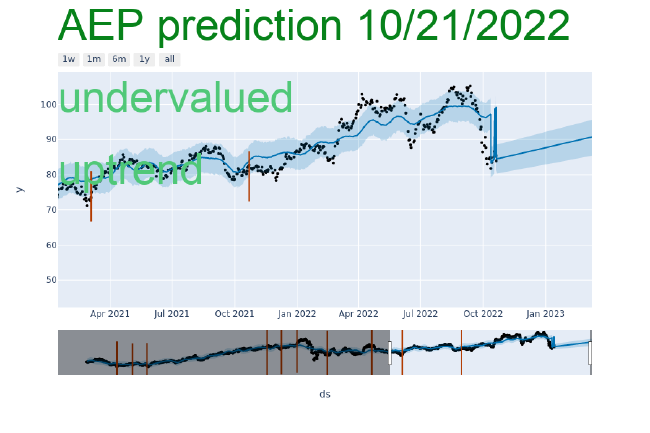 AEP prediction 10/21/2022
1w 1m 6m 1y all
undervalued
uptrend
100
90
80
70
60
50
y
Apr 2021 Jul 2021 Oct 2021 Jan 2022 Apr 2022 Jul 2022 Oct 2022 Jan 2023
ds